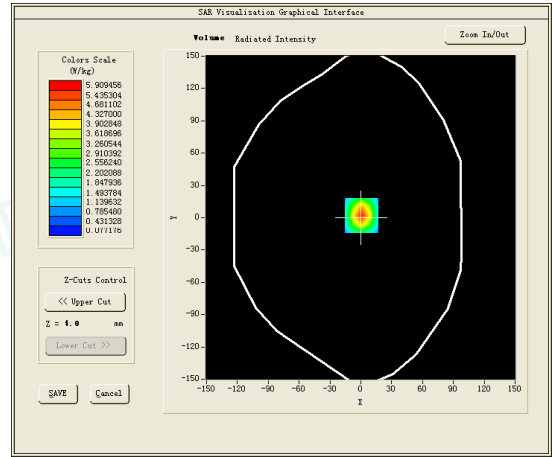 SAR Visualisation Graphical Interface
Volume Radiated Intensity
Zoom In/Out
Colors Scale
(W/kg)
5.909456
5.435304
4.681102
4.327000
3.902848
3.618696
3.260544
2.910392
2.556240
2.202088
1.847936
1.493784
1.139632
0.785480
0.431328
0.077176
Z-Cuts Control
<< Upper Cut
Z = 4.0 mm
Lower Cut >>
SAVE
Cancel
150
120
90
60
30
0
-30
-60
-90
-120
-150
Y
-150 -120 -90 -60 -30 0 30 60 90 120 150
X